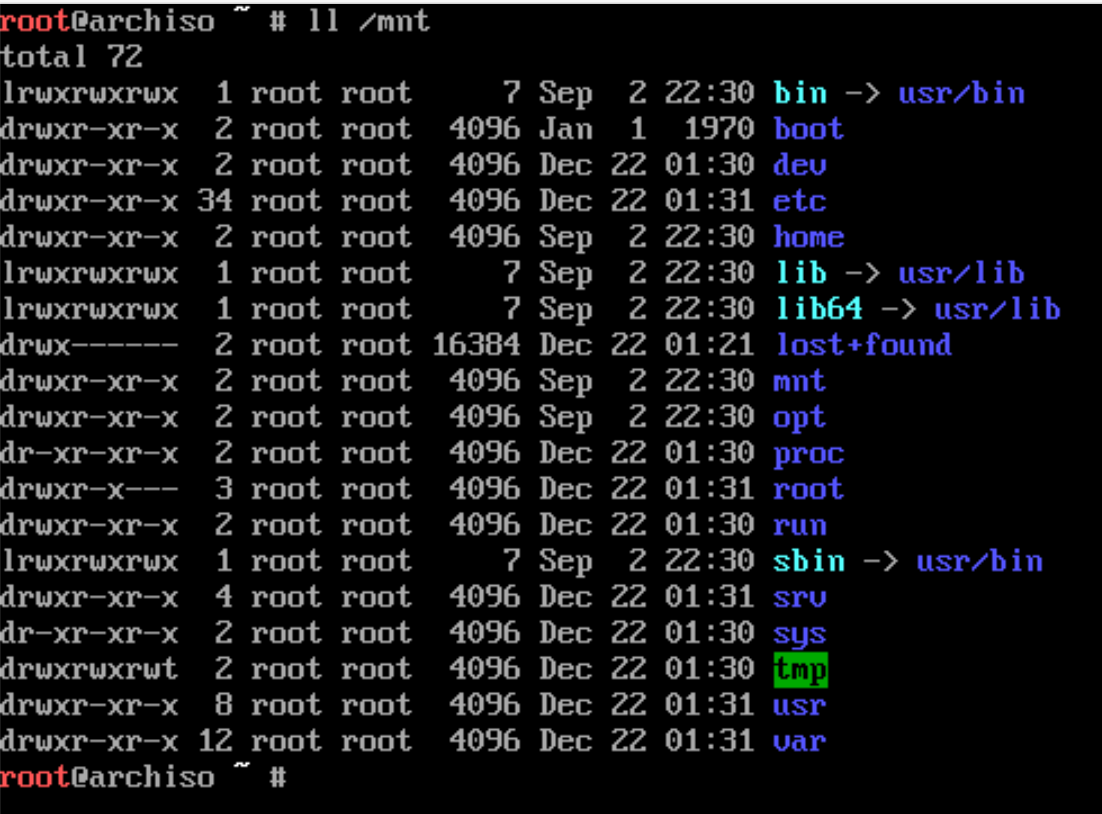 root@archiso ~ # ll /mnt
total 72
lrwxrwxrwx  1 root root     7 Sep  2 22:30 bin -> usr/bin
drwxr-xr-x  2 root root  4096 Jan  1  1970 boot
drwxr-xr-x  2 root root  4096 Dec 22 01:30 dev
drwxr-xr-x 34 root root  4096 Dec 22 01:31 etc
drwxr-xr-x  2 root root  4096 Sep  2 22:30 home
lrwxrwxrwx  1 root root     7 Sep  2 22:30 lib -> usr/lib
lrwxrwxrwx  1 root root     7 Sep  2 22:30 lib64 -> usr/lib
drwx------  2 root root 16384 Dec 22 01:21 lost+found
drwxr-xr-x  2 root root  4096 Sep  2 22:30 mnt
drwxr-xr-x  2 root root  4096 Sep  2 22:30 opt
dr-xr-xr-x  2 root root  4096 Dec 22 01:30 proc
drwxr-x---  3 root root  4096 Dec 22 01:31 root
drwxr-xr-x  2 root root  4096 Dec 22 01:30 run
lrwxrwxrwx  1 root root     7 Sep  2 22:30 sbin -> usr/bin
drwxr-xr-x  4 root root  4096 Dec 22 01:31 srv
dr-xr-xr-x  2 root root  4096 Dec 22 01:30 sys
drwxrwxrwt  2 root root  4096 Dec 22 01:30 tmp
drwxr-xr-x  8 root root  4096 Dec 22 01:31 usr
drwxr-xr-x 12 root root  4096 Dec 22 01:31 var
root@archiso ~ #